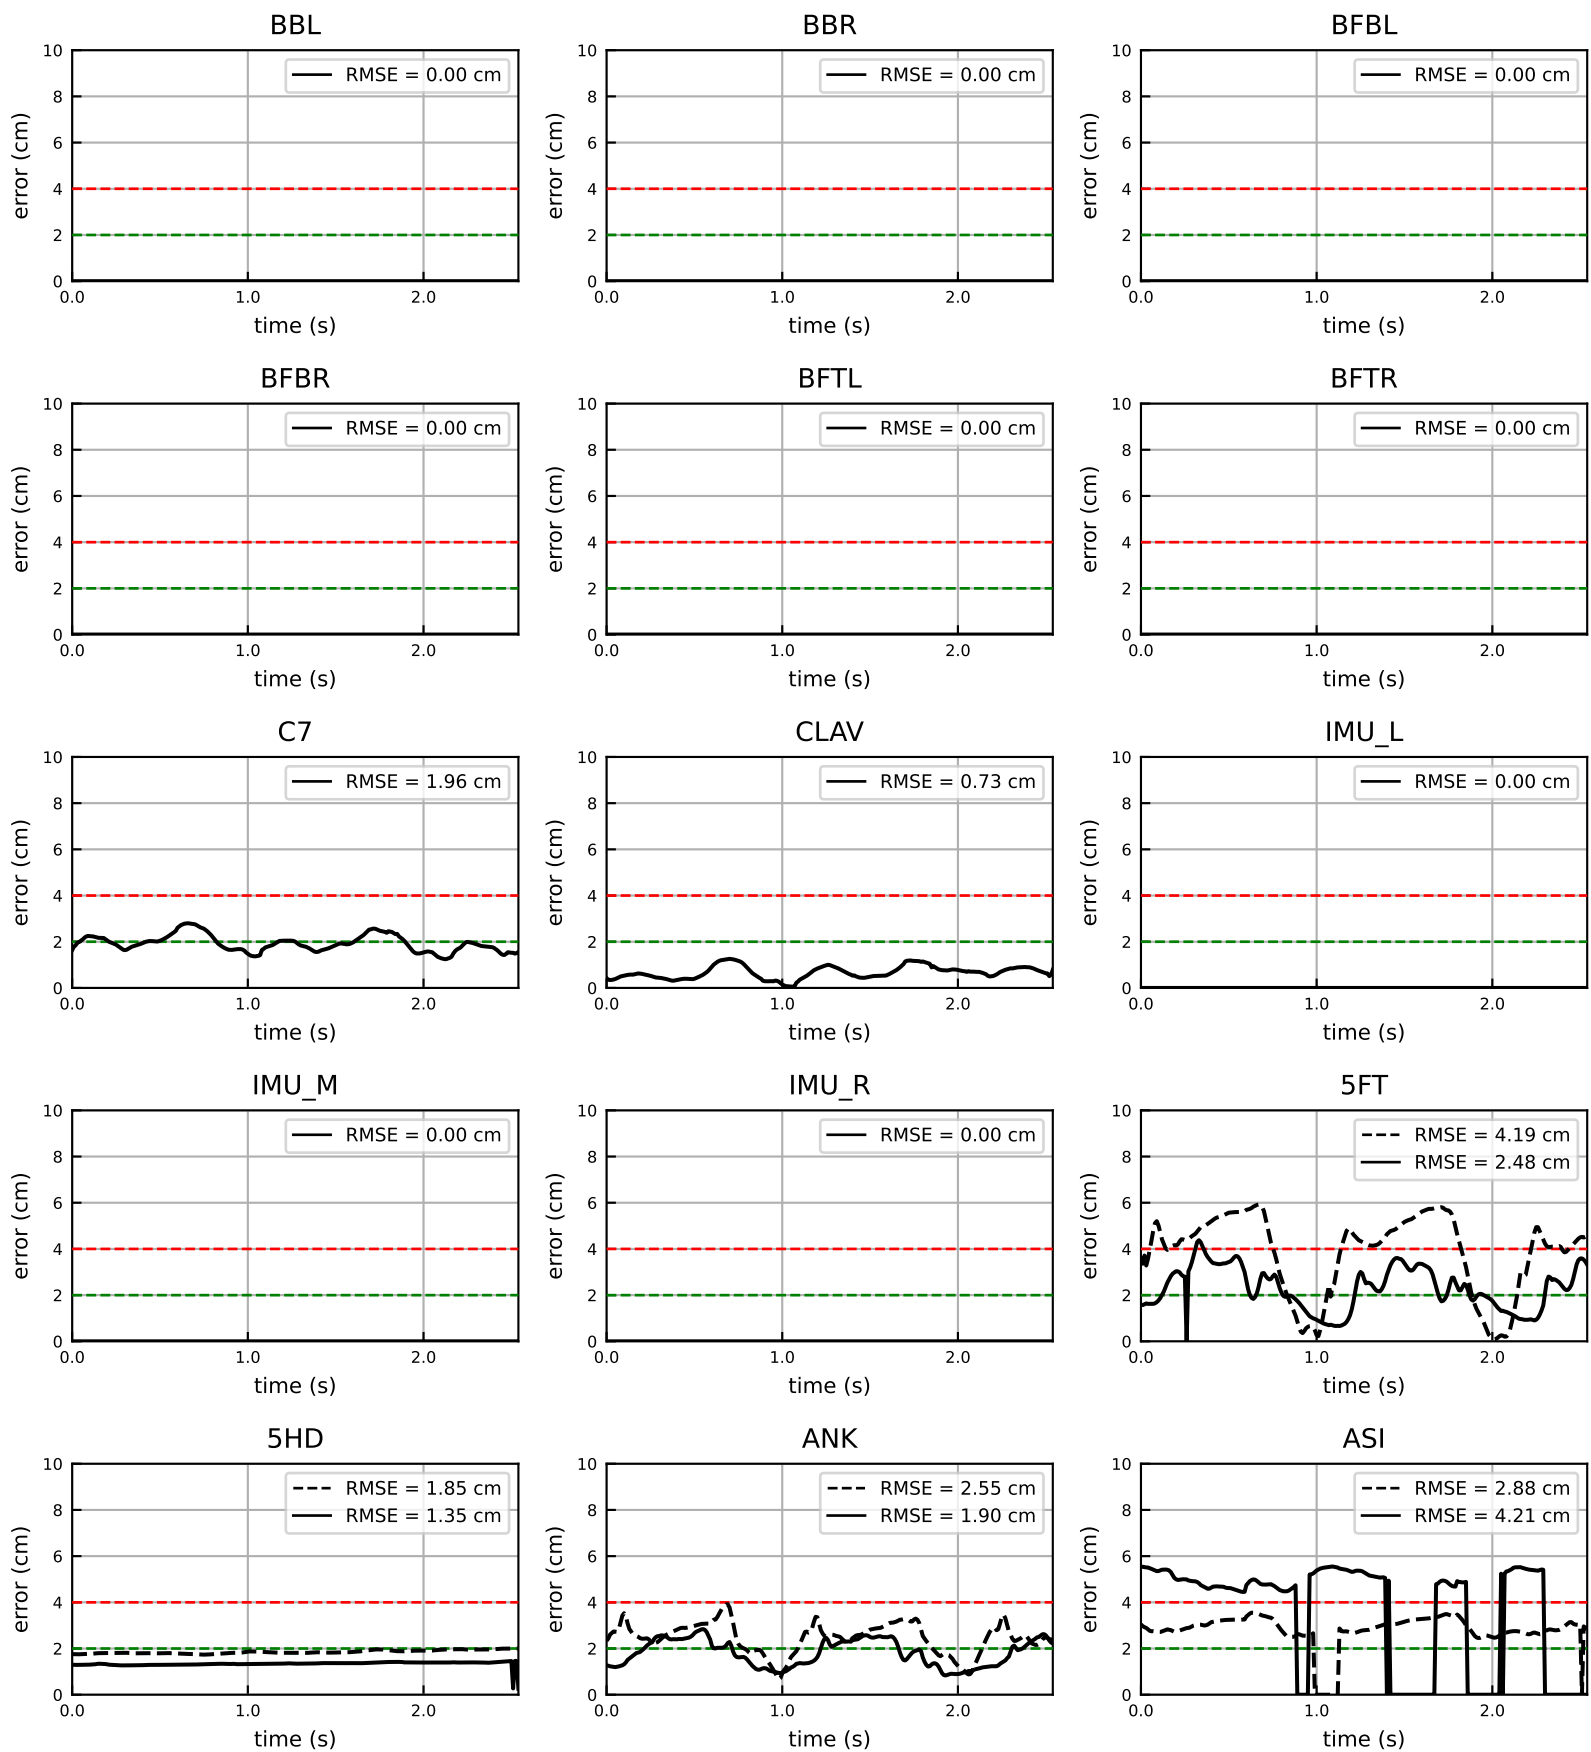 BBL
RMSE = 0.00 cm
error (cm)
10
8
6
4
2
0
0.0 1.0 2.0
time (s)
BBR
RMSE = 0.00 cm
error (cm)
10
8
6
4
2
0
0.0 1.0 2.0
time (s)
BFBL
RMSE = 0.00 cm
error (cm)
10
8
6
4
2
0
0.0 1.0 2.0
time (s)
BFBR
RMSE = 0.00 cm
error (cm)
10
8
6
4
2
0
0.0 1.0 2.0
time (s)
BFTL
RMSE = 0.00 cm
error (cm)
10
8
6
4
2
0
0.0 1.0 2.0
time (s)
BFTR
RMSE = 0.00 cm
error (cm)
10
8
6
4
2
0
0.0 1.0 2.0
time (s)
C7
RMSE = 1.96 cm
error (cm)
10
8
6
4
2
0
0.0 1.0 2.0
time (s)
CLAV
RMSE = 0.73 cm
error (cm)
10
8
6
4
2
0
0.0 1.0 2.0
time (s)
IMU_L
RMSE = 0.00 cm
error (cm)
10
8
6
4
2
0
0.0 1.0 2.0
time (s)
IMU_M
RMSE = 0.00 cm
error (cm)
10
8
6
4
2
0
0.0 1.0 2.0
time (s)
IMU_R
RMSE = 0.00 cm
error (cm)
10
8
6
4
2
0
0.0 1.0 2.0
time (s)
5FT
RMSE = 4.19 cm
RMSE = 2.48 cm
error (cm)
10
8
6
4
2
0
0.0 1.0 2.0
time (s)
5HD
RMSE = 1.85 cm
RMSE = 1.35 cm
error (cm)
10
8
6
4
2
0
0.0 1.0 2.0
time (s)
ANK
RMSE = 2.55 cm
RMSE = 1.90 cm
error (cm)
10
8
6
4
2
0
0.0 1.0 2.0
time (s)
ASI
RMSE = 2.88 cm
RMSE = 4.21 cm
error (cm)
10
8
6
4
2
0
0.0 1.0 2.0
time (s)